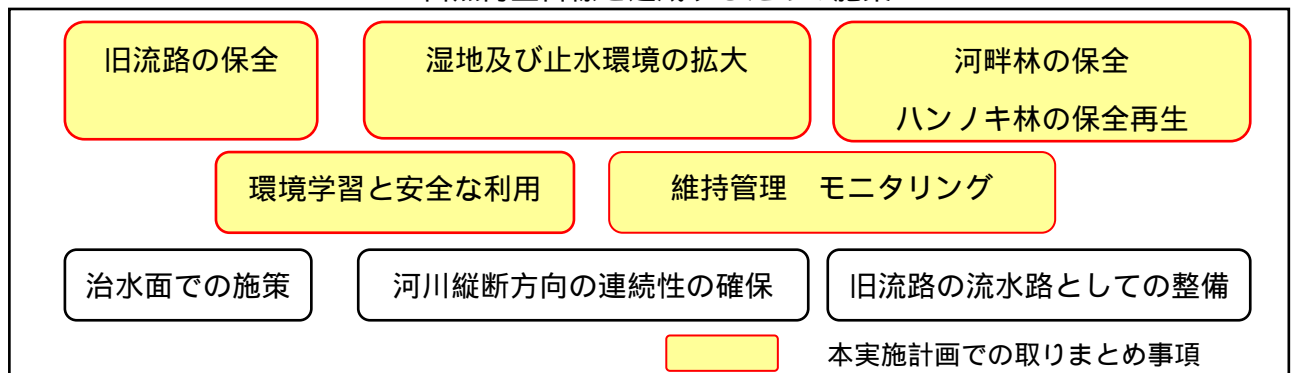 旧流路の保全
湿地及び止水環境の拡大
河畔林の保全
ハンノキ林の保全再生
環境学習と安全な利用
維持管理　モニタリング
治水面での施策
河川縦断方向の連続性の確保
旧流路の流水路としての整備
本実施計画での取りまとめ事項